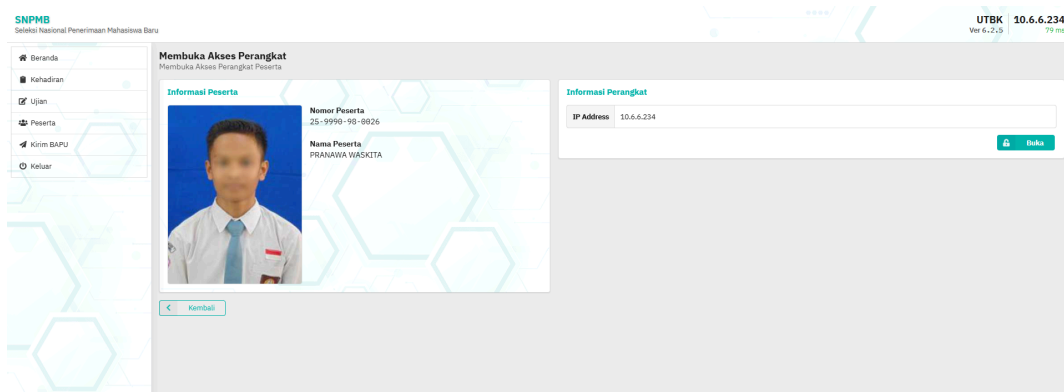 SNPMB
Seleksi Nasional Penerimaan Mahasiswa Baru
UTBK
Ver 6.2.5
10.6.6.234
79 ms
Beranda
Kehadiran
Ujian
Peserta
Kirim BAPU
Keluar
Membuka Akses Perangkat
Membuka Akses Perangkat Peserta
Informasi Peserta
Nomor Peserta
25-9990-98-0026
Nama Peserta
PRANAWA WASKITA
Kembali
Informasi Perangkat
IP Address 10.6.6.234
Buka